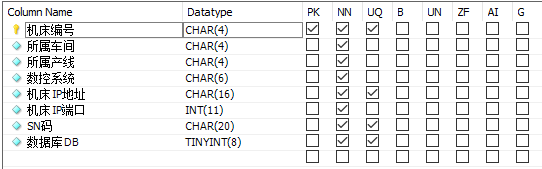 Column Name Datatype PK NN UQ B UN ZF AI G
机床编号 CHAR(4)
所属车间 CHAR(4)
所属产线 CHAR(4)
数控系统 CHAR(6)
机床IP地址 CHAR(16)
机床IP端口 INT(11)
SN码 CHAR(20)
数据库DB TINYINT(8)